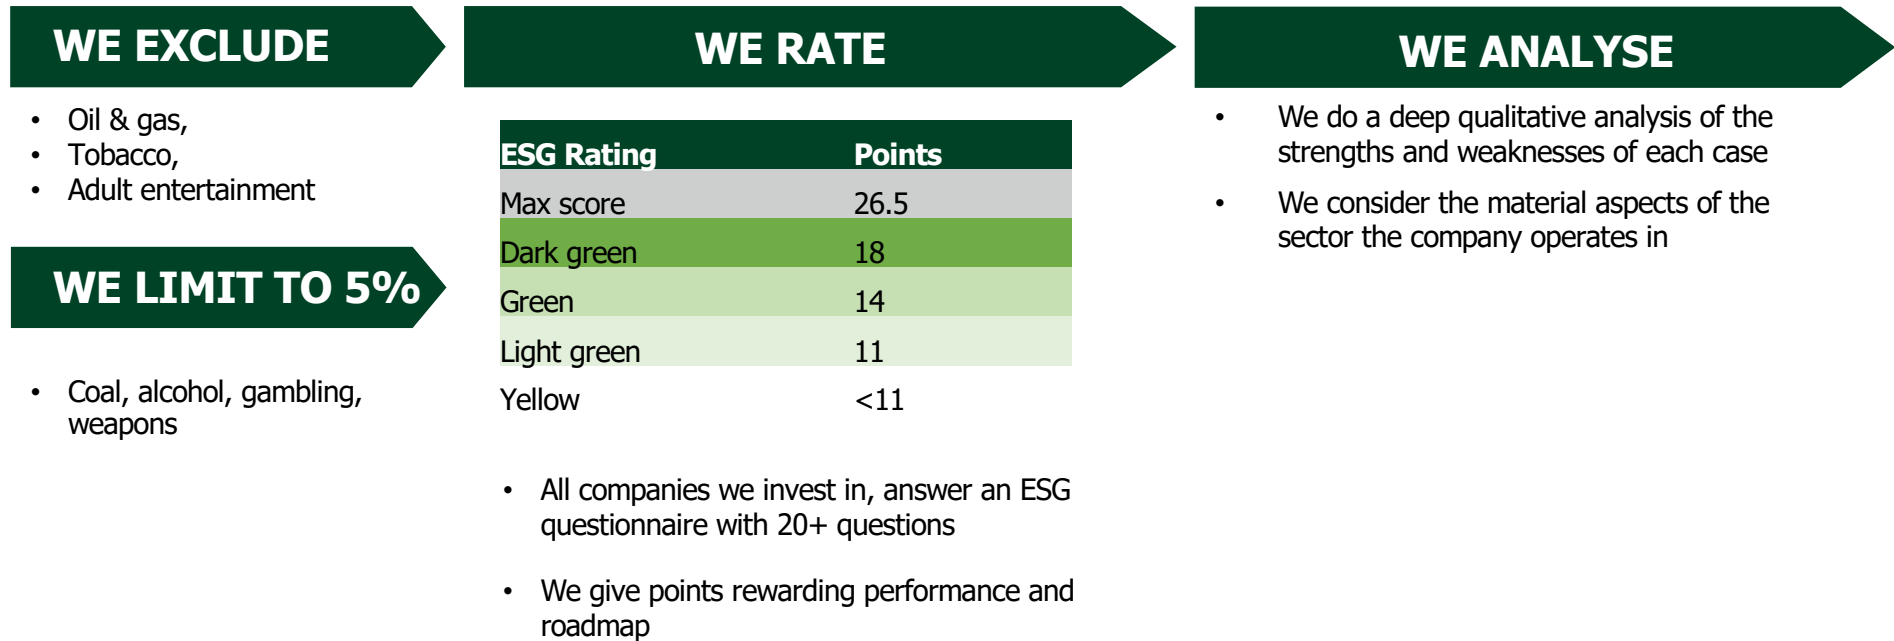 WE EXCLUDE
• Oil & gas,
• Tobacco,
• Adult entertainment
WE LIMIT TO 5%
• Coal, alcohol, gambling,
weapons
WE RATE
ESG Rating Points
Max score 26.5
Dark green 18
Green 14
Light green 11
Yellow <11
• All companies we invest in, answer an ESG
questionnaire with 20+ questions
• We give points rewarding performance and
roadmap
WE ANALYSE
• We do a deep qualitative analysis of the
strengths and weaknesses of each case
• We consider the material aspects of the
sector the company operates in